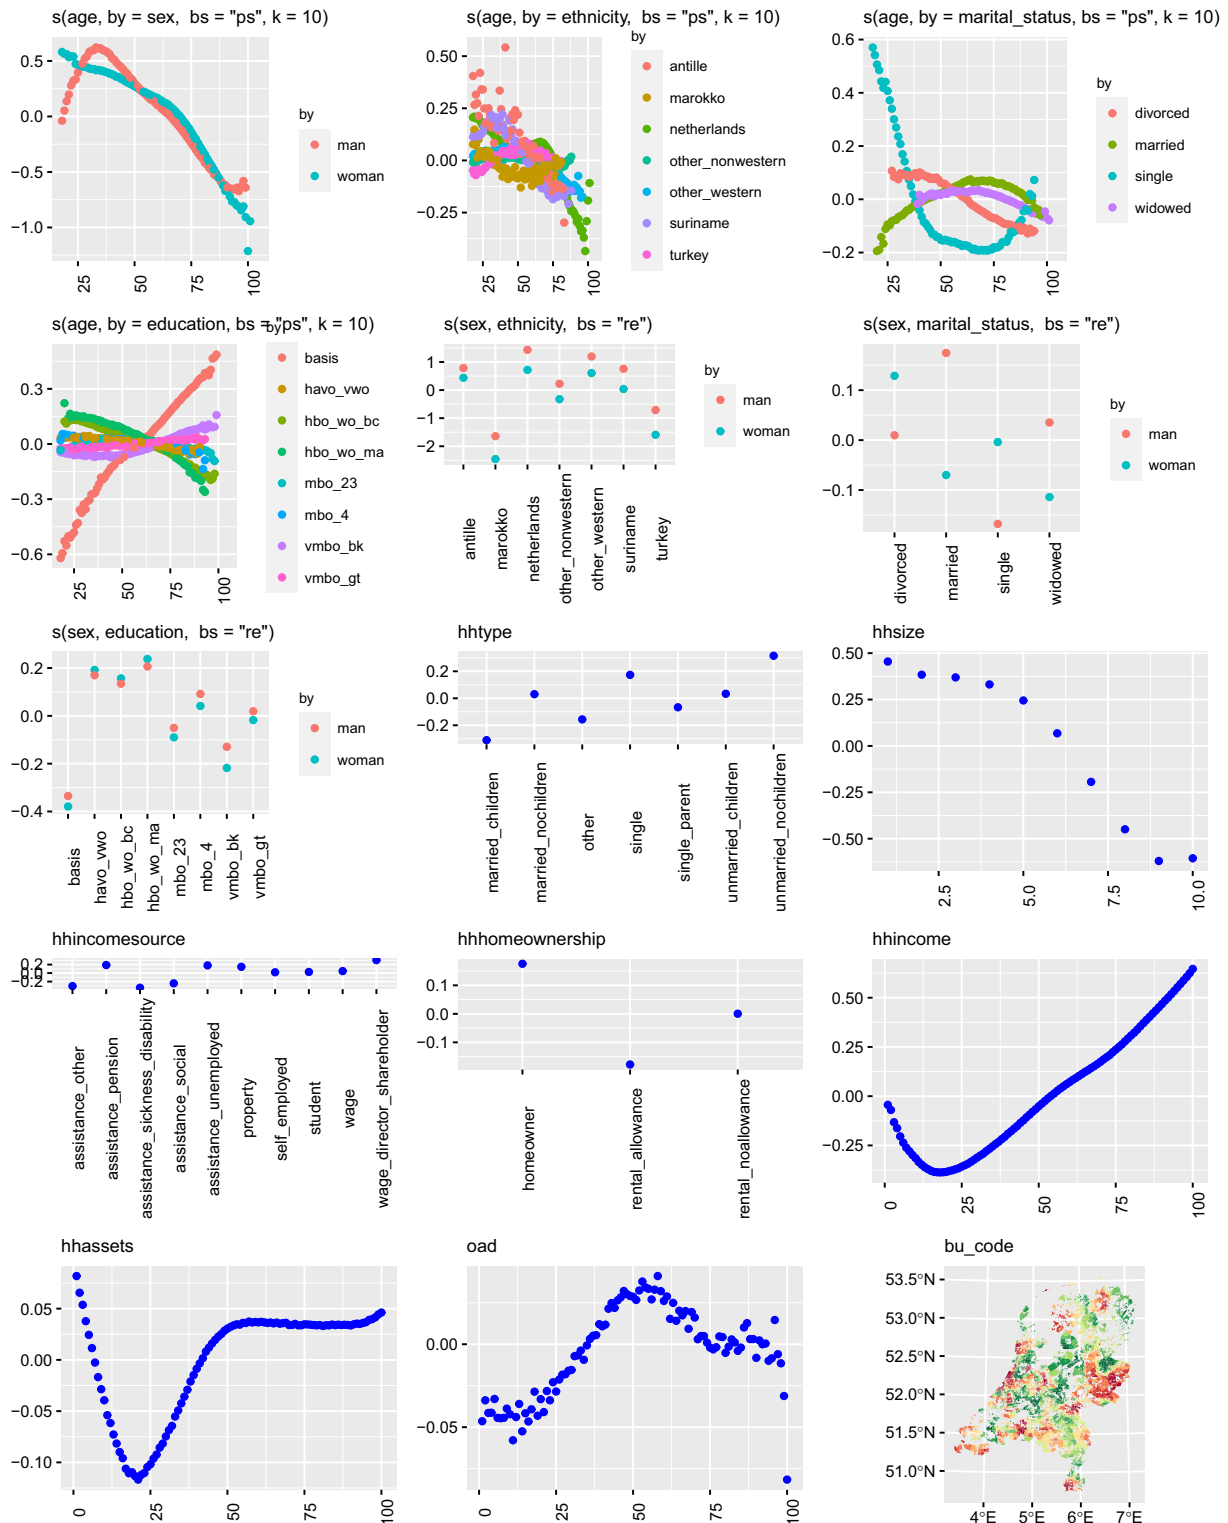 s(age, by = sex,  bs = "ps", k = 10)
0.5
0.0
−0.5
−1.0
25
50
75
100
by
man
woman
s(age, by = ethnicity,  bs = "ps", k = 10)
0.50
0.25
0.00
−0.25
25
50
75
100
by
antille
marokko
netherlands
other_nonwestern
other_western
suriname
turkey
s(age, by = marital_status, bs = "ps", k = 10)
0.6
0.4
0.2
0.0
−0.2
25
50
75
100
by
divorced
married
single
widowed
s(age, by = education, bs = "ps", k = 10)
0.3
0.0
−0.3
−0.6
25
50
75
100
by
basis
havo_vwo
hbo_wo_bc
hbo_wo_ma
mbo_23
mbo_4
vmbo_bk
vmbo_gt
s(sex, ethnicity,  bs = "re")
1
0
−1
−2
antille
marokko
netherlands
other_nonwestern
other_western
suriname
turkey
by
man
woman
s(sex, marital_status,  bs = "re")
0.1
0.0
−0.1
divorced
married
single
widowed
by
man
woman
s(sex, education,  bs = "re")
0.2
0.0
−0.2
−0.4
basis
havo_vwo
hbo_wo_bc
hbo_wo_ma
mbo_23
mbo_4
vmbo_bk
vmbo_gt
by
man
woman
hhtype
0.2
0.0
−0.2
married_children
married_nochildren
other
single
single_parent
unmarried_children
unmarried_nochildren
hhsize
0.50
0.25
0.00
−0.25
−0.50
2.5
5.0
7.5
10.0
hhincomesource
0.2
0.0
−0.2
assistance_other
assistance_pension
assistance_sickness_disability
assistance_social
assistance_unemployed
property
self_employed
student
wage
wage_director_shareholder
hhhomeownership
0.1
0.0
−0.1
homeowner
rental_allowance
rental_noallowance
hhincome
0.50
0.25
0.00
−0.25
0
25
50
75
100
hhassets
0.05
0.00
−0.05
−0.10
0
25
50
75
100
oad
0.00
−0.05
0
25
50
75
100
bu_code
53.5°N
53.0°N
52.5°N
52.0°N
51.5°N
51.0°N
4°E
5°E
6°E
7°E